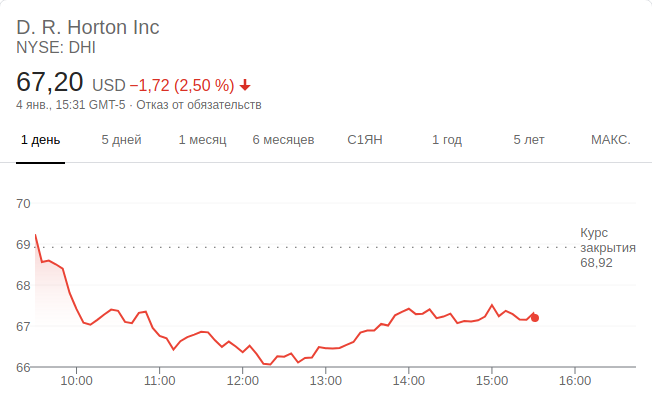 D. R. Horton Inc
NYSE: DHI
67,20 USD −1,72 (2,50 %)
4 янв., 15:31 GMT-5 · Отказ от обязательств
1 день 5 дней 1 месяц 6 месяцев С1ЯН 1 год 5 лет МАКС.
70
69
68
67
66
Курс
закрытия
68,92
10:00 11:00 12:00 13:00 14:00 15:00 16:00